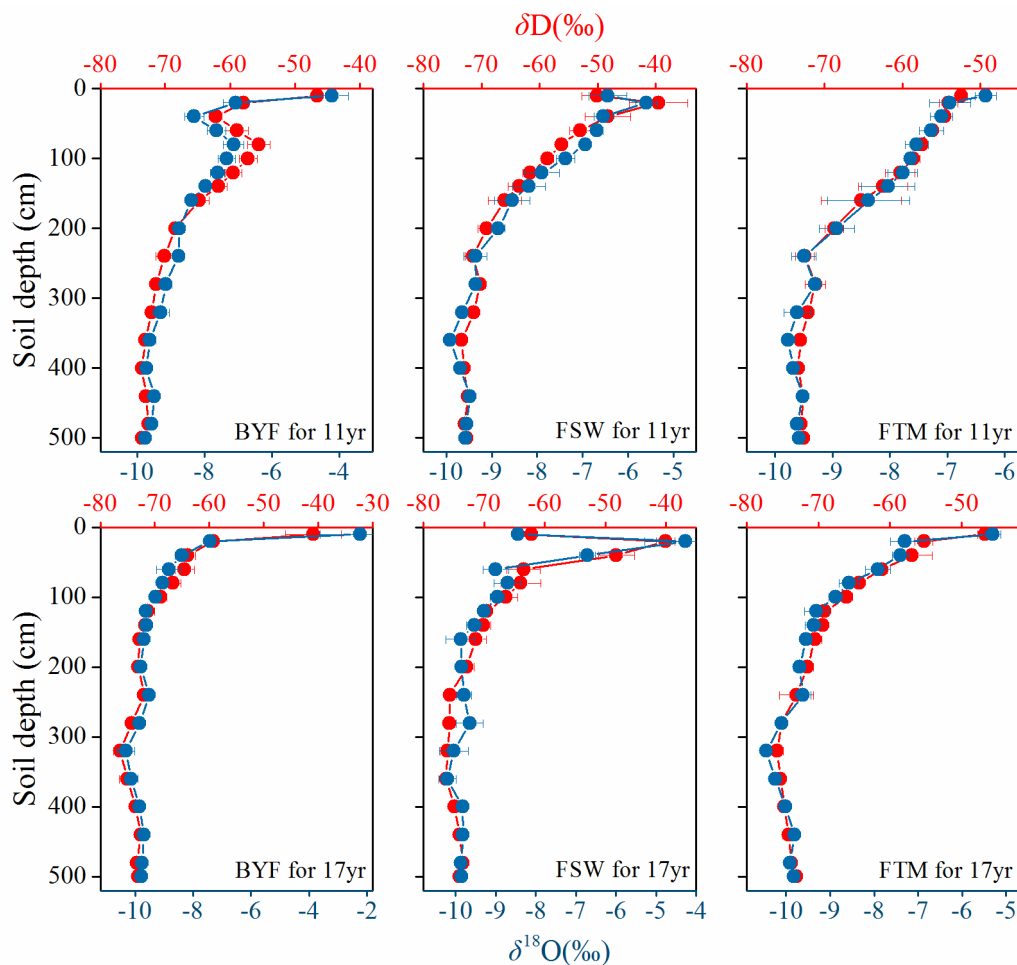 δD(‰)
-80 -70 -60 -50 -40 -80 -70 -60 -50 -40 -80 -70 -60 -50
Soil depth (cm)
0
100
200
300
400
500
BYF for 11yr FSW for 11yr FTM for 11yr
-10 -8 -6 -4 -10 -9 -8 -7 -6 -5 -10 -9 -8 -7 -6
-80 -70 -60 -50 -40 -30 -80 -70 -60 -50 -40 -80 -70 -60 -50
Soil depth (cm)
0
100
200
300
400
500
BYF for 17yr FSW for 17yr FTM for 17yr
-10 -8 -6 -4 -2 -10 -9 -8 -7 -6 -5 -4 -10 -9 -8 -7 -6 -5
δ¹⁸O(‰)